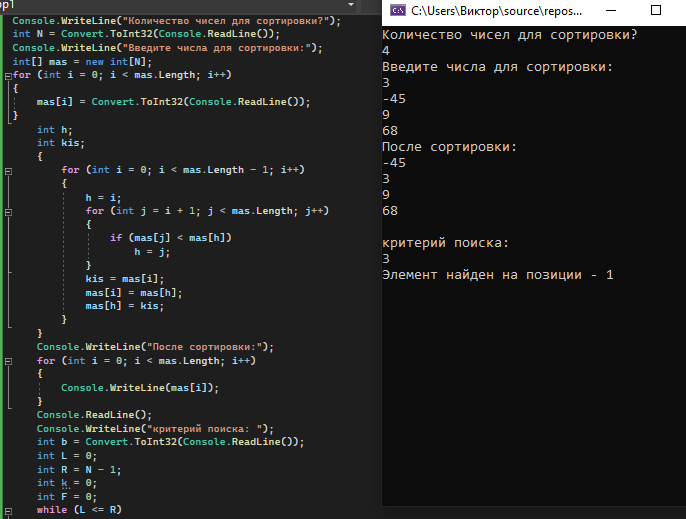 pp1
Console.WriteLine("Количество чисел для сортировки?");
int N = Convert.ToInt32(Console.ReadLine());
Console.WriteLine("Введите числа для сортировки:");
int[] mas = new int[N];
for (int i = 0; i < mas.Length; i++)
{
mas[i] = Convert.ToInt32(Console.ReadLine());
}
int h;
int kis;
{
for (int i = 0; i < mas.Length - 1; i++)
{
h = i;
for (int j = i + 1; j < mas.Length; j++)
{
if (mas[j] < mas[h])
h = j;
}
kis = mas[i];
mas[i] = mas[h];
mas[h] = kis;
}
}
Console.WriteLine("После сортировки:");
for (int i = 0; i < mas.Length; i++)
{
Console.WriteLine(mas[i]);
}
Console.ReadLine();
Console.WriteLine("критерий поиска: ");
int b = Convert.ToInt32(Console.ReadLine());
int L = 0;
int R = N - 1;
int k = 0;
int F = 0;
while (L <= R)
C:\Users\Виктор\source\repos...
Количество чисел для сортировки?
4
Введите числа для сортировки:
3
-45
9
68
После сортировки:
-45
3
9
68
критерий поиска:
3
Элемент найден на позиции - 1